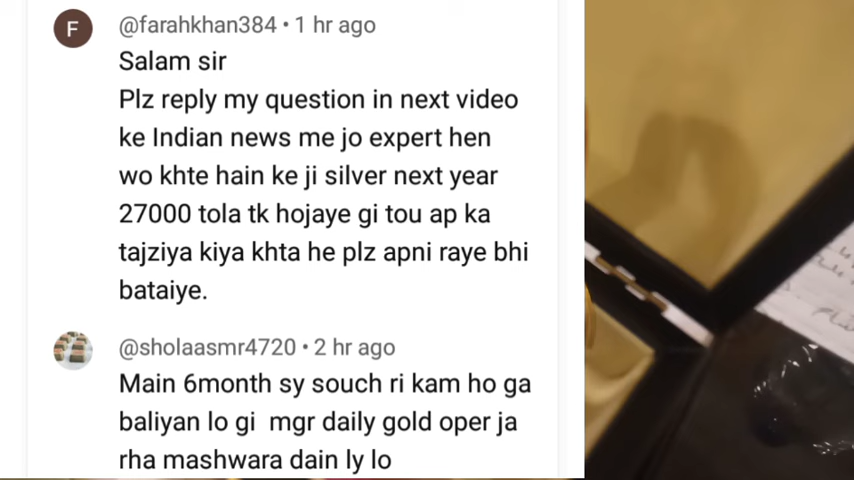 F
@farahkhan384 • 1 hr ago
Salam sir
Plz reply my question in next video
ke Indian news me jo expert hen
wo khte hain ke ji silver next year
27000 tola tk hojaye gi tou ap ka
tajziya kiya khta he plz apni raye bhi
bataiye.
@sholaasmr4720 • 2 hr ago
Main 6month sy souch ri kam ho ga
baliyan lo gi mgr daily gold oper ja
rha mashwara dain ly lo